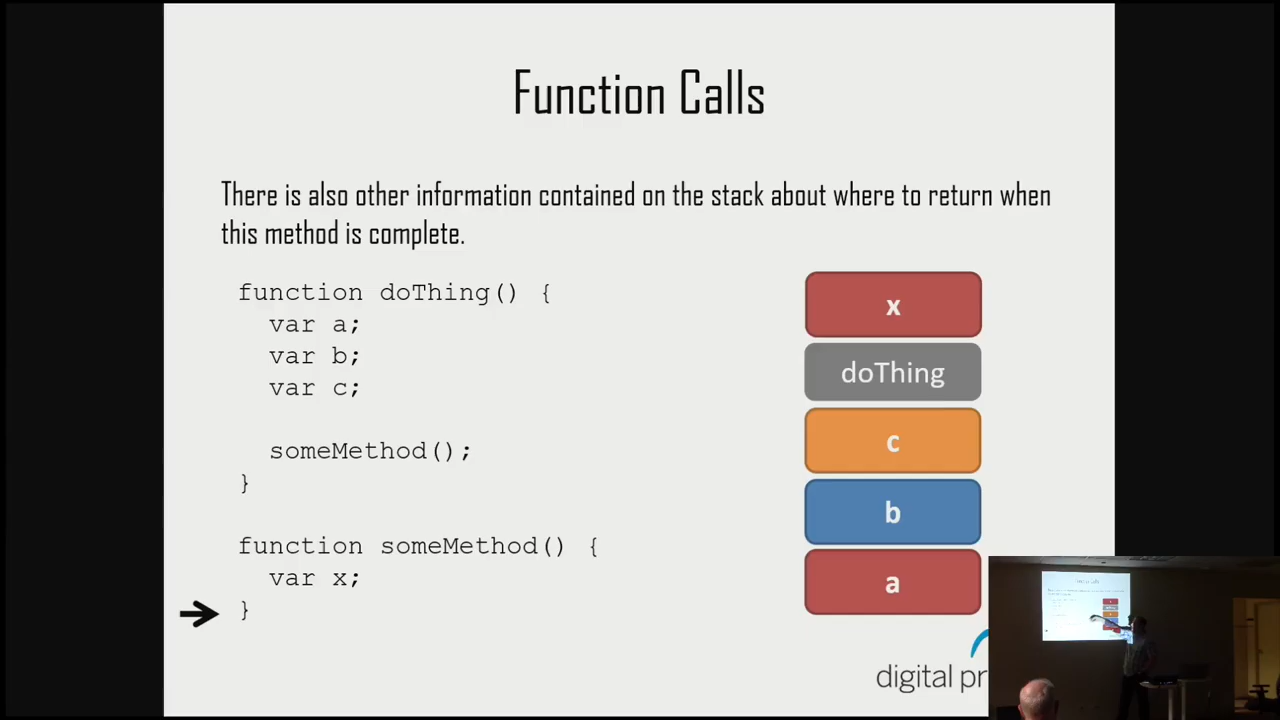 Function Calls
There is also other information contained on the stack about where to return when
this method is complete.
function doThing() {
var a;
var b;
var c;
someMethod();
}
function someMethod() {
var x;
}
x
doThing
c
b
a
digital pr